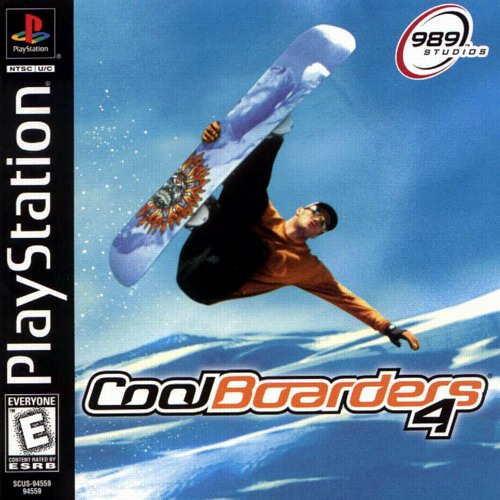 PlayStation
NTSC U/C
PlayStation
989
STUDIOS
CoolBoarders
4
EVERYONE
E
CONTENT RATED BY
ESRB
SCUS-94559
94559